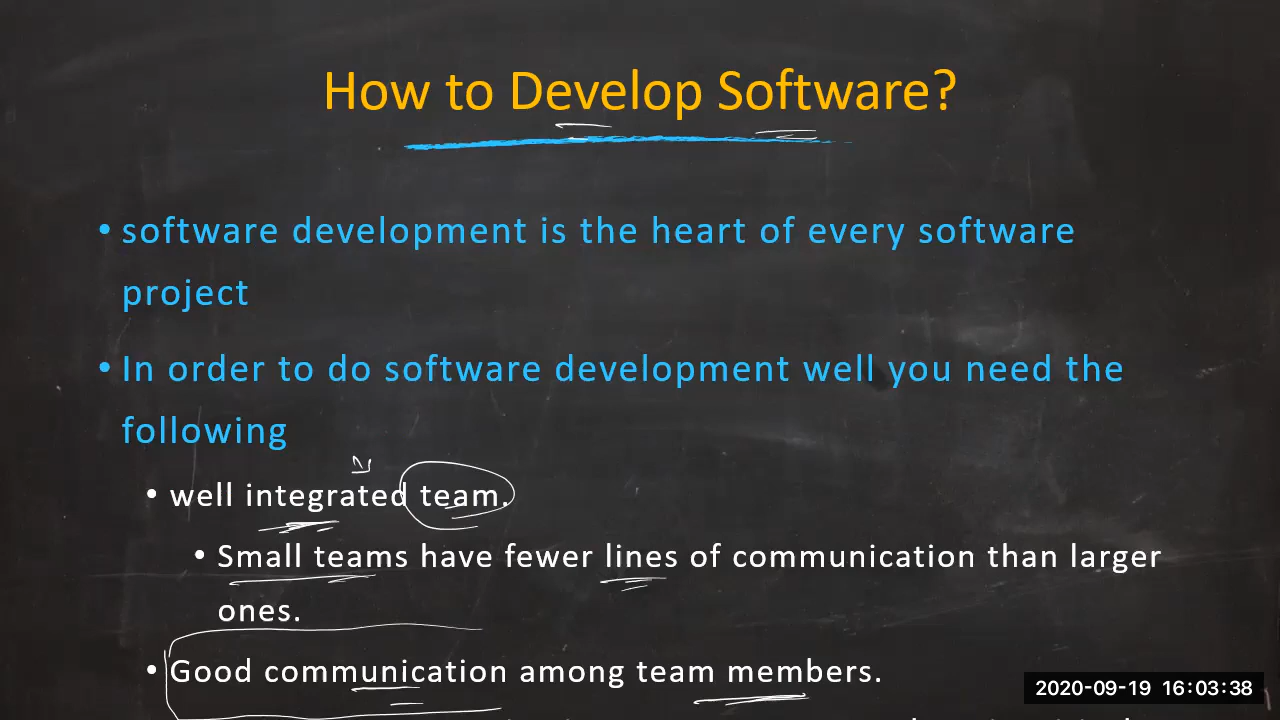 How to Develop Software?
• software development is the heart of every software
project
• In order to do software development well you need the
following
• well integrated team.
• Small teams have fewer lines of communication than larger
ones.
• Good communication among team members.
2020-09-19 16:03:38